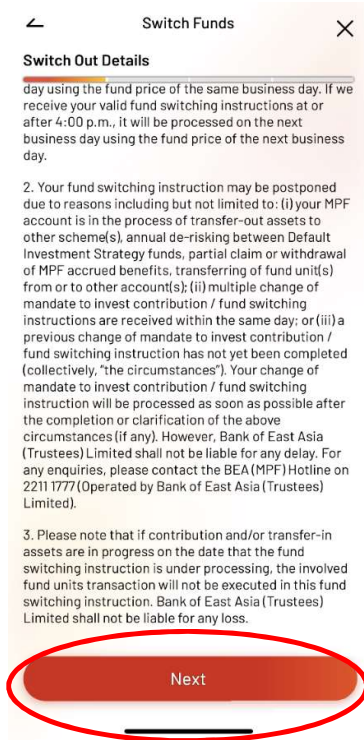 Switch Funds
Switch Out Details
day using the fund price of the same business day. If we
receive your valid fund switching instructions at or
after 4:00 p.m., it will be processed on the next
business day using the fund price of the next business
day.
2. Your fund switching instruction may be postponed
due to reasons including but not limited to: (i) your MPF
account is in the process of transfer-out assets to
other scheme(s), annual de-risking between Default
Investment Strategy funds, partial claim or withdrawal
of MPF accrued benefits, transferring of fund unit(s)
from or to other account(s); (ii) multiple change of
mandate to invest contribution / fund switching
instructions are received within the same day; or (iii) a
previous change of mandate to invest contribution /
fund switching instruction has not yet been completed
(collectively, “the circumstances”). Your change of
mandate to invest contribution / fund switching
instruction will be processed as soon as possible after
the completion or clarification of the above
circumstances (if any). However, Bank of East Asia
(Trustees) Limited shall not be liable for any delay. For
any enquiries, please contact the BEA (MPF) Hotline on
2211 1777 (Operated by Bank of East Asia (Trustees)
Limited).
3. Please note that if contribution and/or transfer-in
assets are in progress on the date that the fund
switching instruction is under processing, the involved
fund units transaction will not be executed in this fund
switching instruction. Bank of East Asia (Trustees)
Limited shall not be liable for any loss.
Next